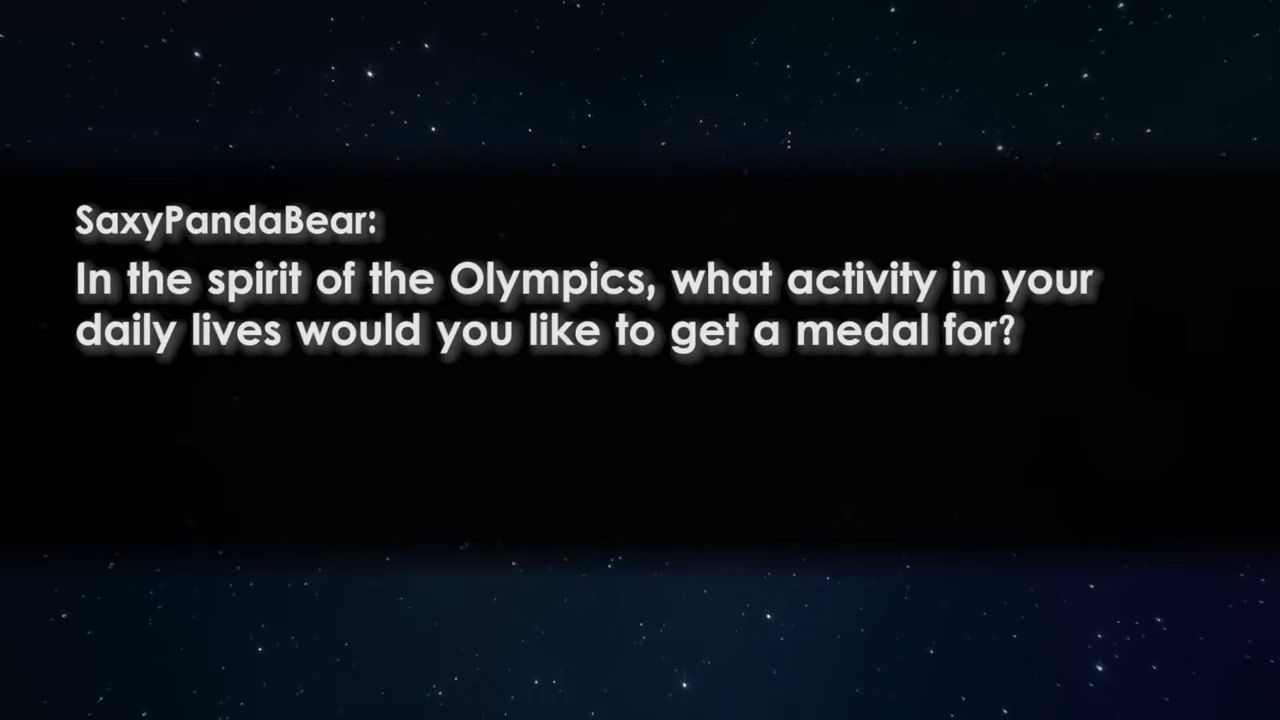 SaxyPandaBear:
In the spirit of the Olympics, what activity in your
daily lives would you like to get a medal for?